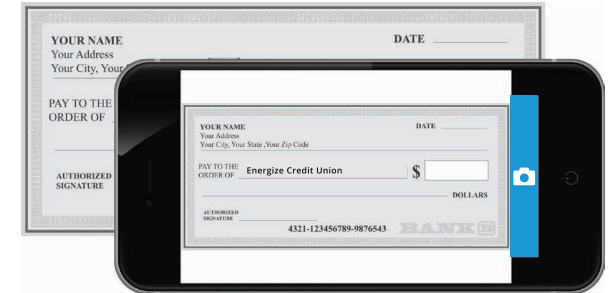 YOUR NAME
DATE
Your Address
Your City, Your
PAY TO THE
ORDER OF
AUTHORIZED
SIGNATURE
YOUR NAME
DATE
Your Address
Your City, Your State ,Your Zip Code
PAY TO THE
ORDER OF Energize Credit Union $
DOLLARS
AUTHORIZED
SIGNATURE
4321-123456789-9876543 BANK B